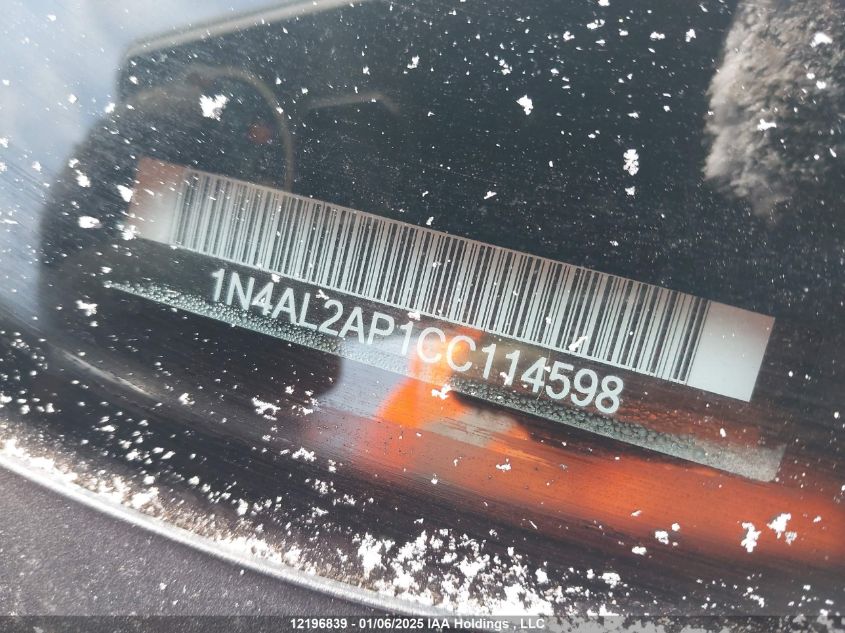 1N4AL2AP1CC114598
12196839 - 01/06/2025 IAA Holdings , LLC